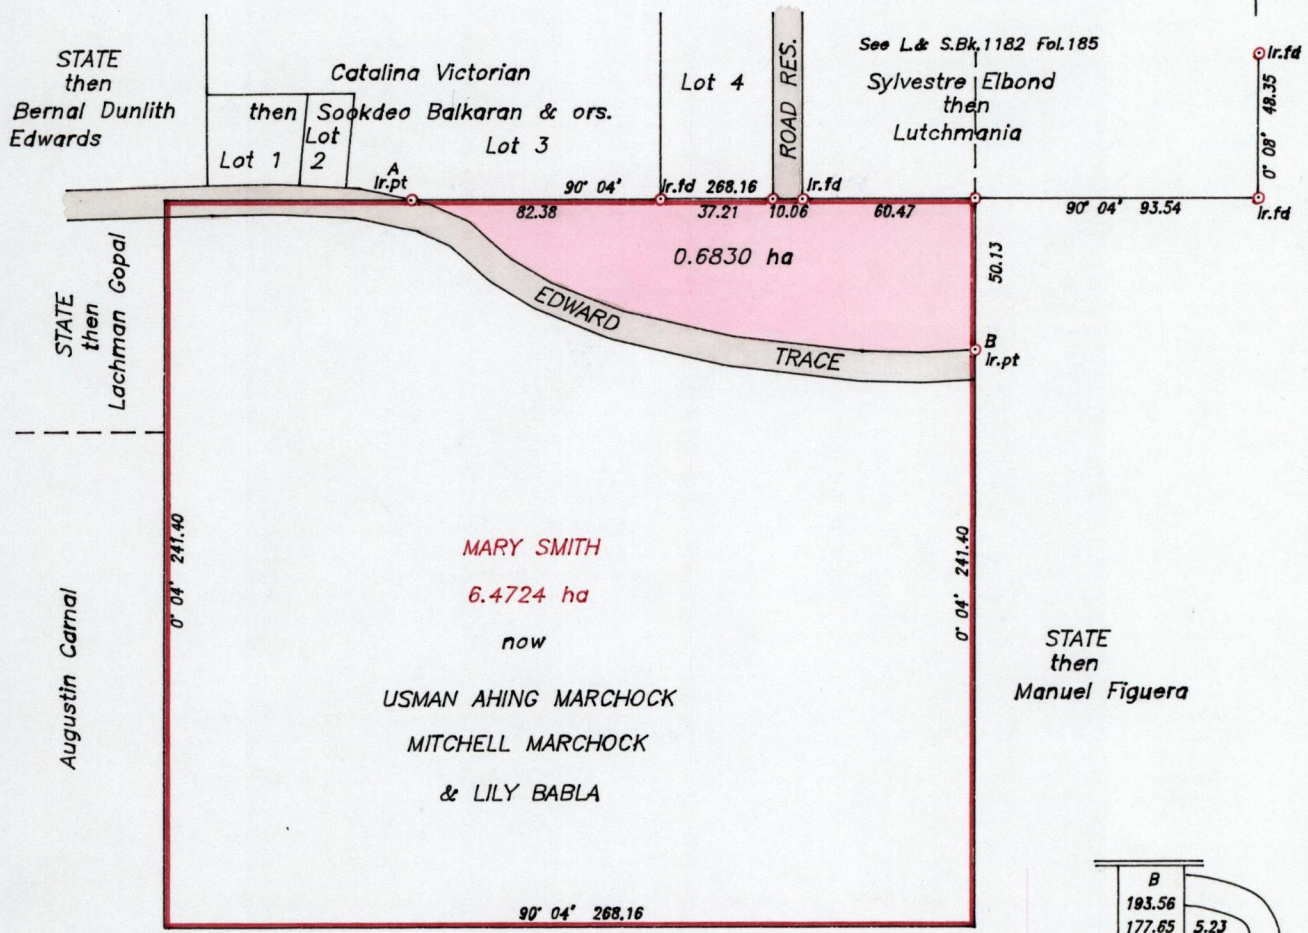 STATE
then
Bernal Dunlith
Edwards
Catalina Victorian
then Sookdeo Balkaran & ors.
Lot 1
Lot
2
Lot 3
Lot 4
ROAD RES.
See L.& S.Bk.1182 Fol.185
Sylvestre Elbond
then
Lutchmania
Ir.fd
0° 08' 48.35
A
Ir.pt
90° 04'
Ir.fd
268.16
Ir.fd
82.38
37.21
10.06
60.47
90° 04' 93.54
Ir.fd
0.6830 ha
50.13
STATE
then
Lachman Gopal
EDWARD
TRACE
B
Ir.pt
0° 04' 241.40
0° 04' 241.40
MARY SMITH
6.4724 ha
now
USMAN AHING MARCHOCK
MITCHELL MARCHOCK
& LILY BABLA
Augustin Carnal
STATE
then
Manuel Figuera
90° 04' 268.16
B
193.56
177.65
5.23